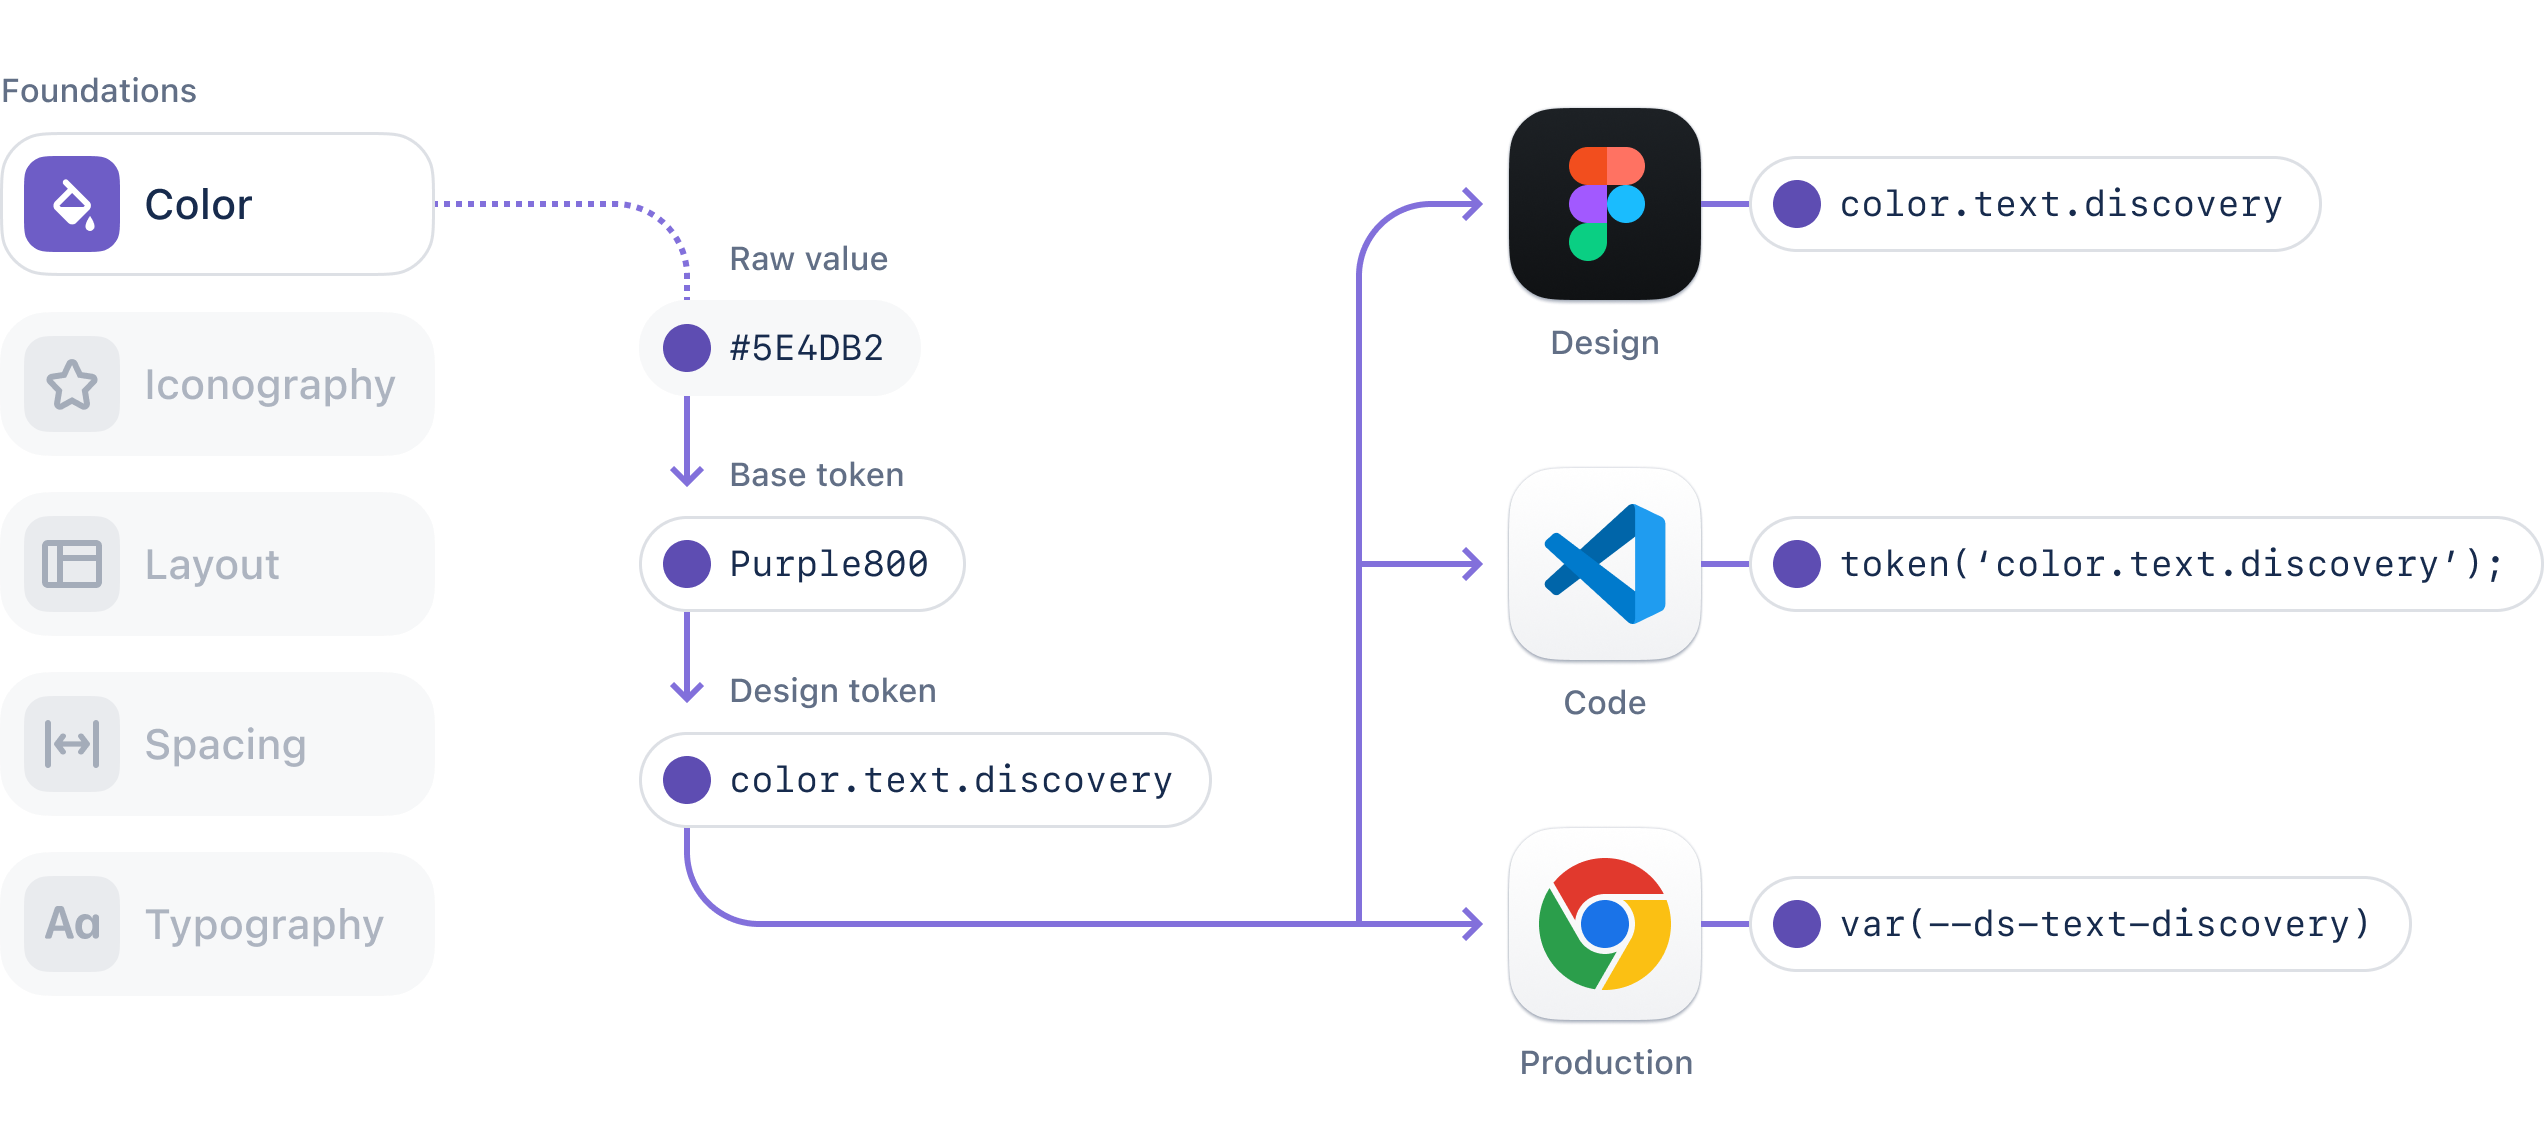 Foundations
Color
Iconography
Layout
Spacing
Aa
Typography
Raw value
#5E4DB2
Base token
Purple800
Design token
color.text.discovery
Design
color.text.discovery
Code
token(‘color.text.discovery’);
Production
var(--ds-text-discovery)